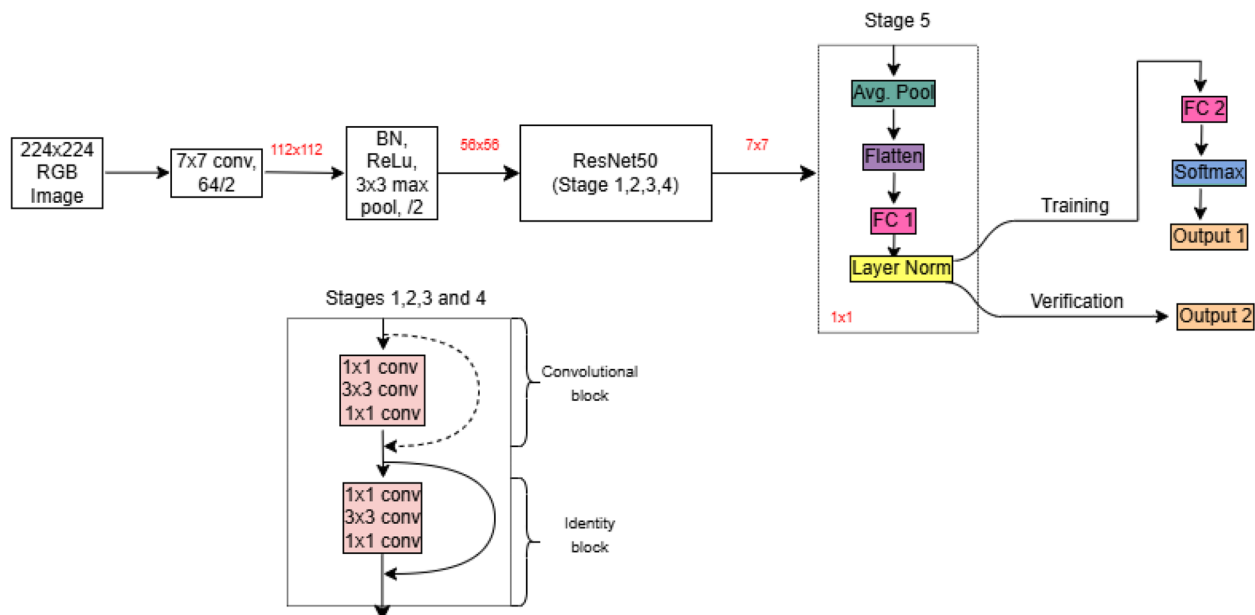 Stage 5
224x224
RGB
Image
7x7 conv,
64/2
112x112
BN,
ReLu,
3x3 max
pool, /2
56x56
ResNet50
(Stage 1,2,3,4)
7x7
Avg. Pool
Flatten
FC 1
Layer Norm
1x1
Training
FC 2
Softmax
Output 1
Verification
Output 2
Stages 1,2,3 and 4
1x1 conv
3x3 conv
1x1 conv
Convolutional
block
1x1 conv
3x3 conv
1x1 conv
Identity
block